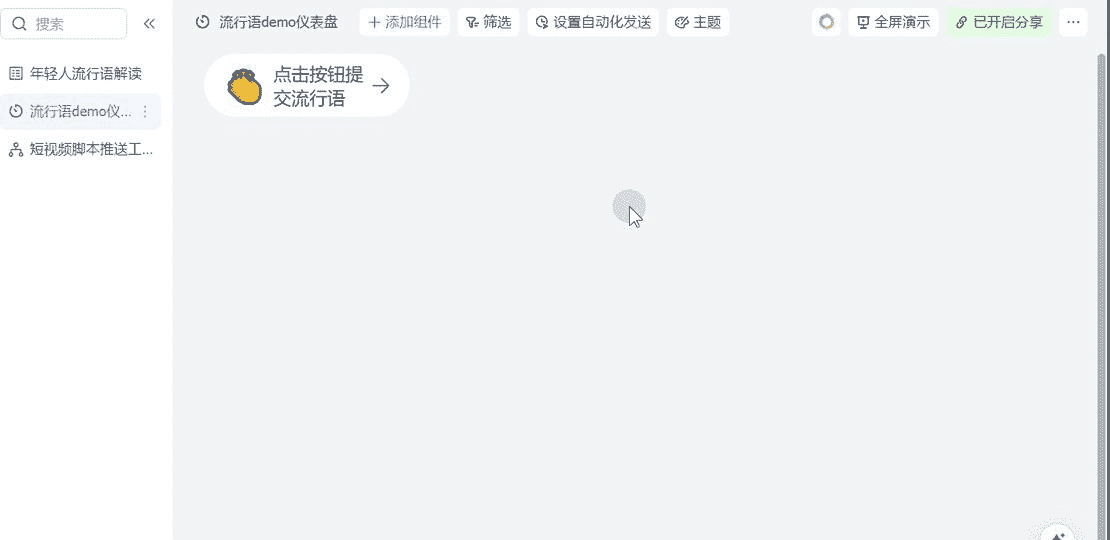 搜索
年轻人流行语解读
流行语demo仪...
短视频脚本推送工...
流行语demo仪表盘
添加组件
筛选
设置自动化发送
主题
全屏演示
已开启分享
点击按钮提
交流行语